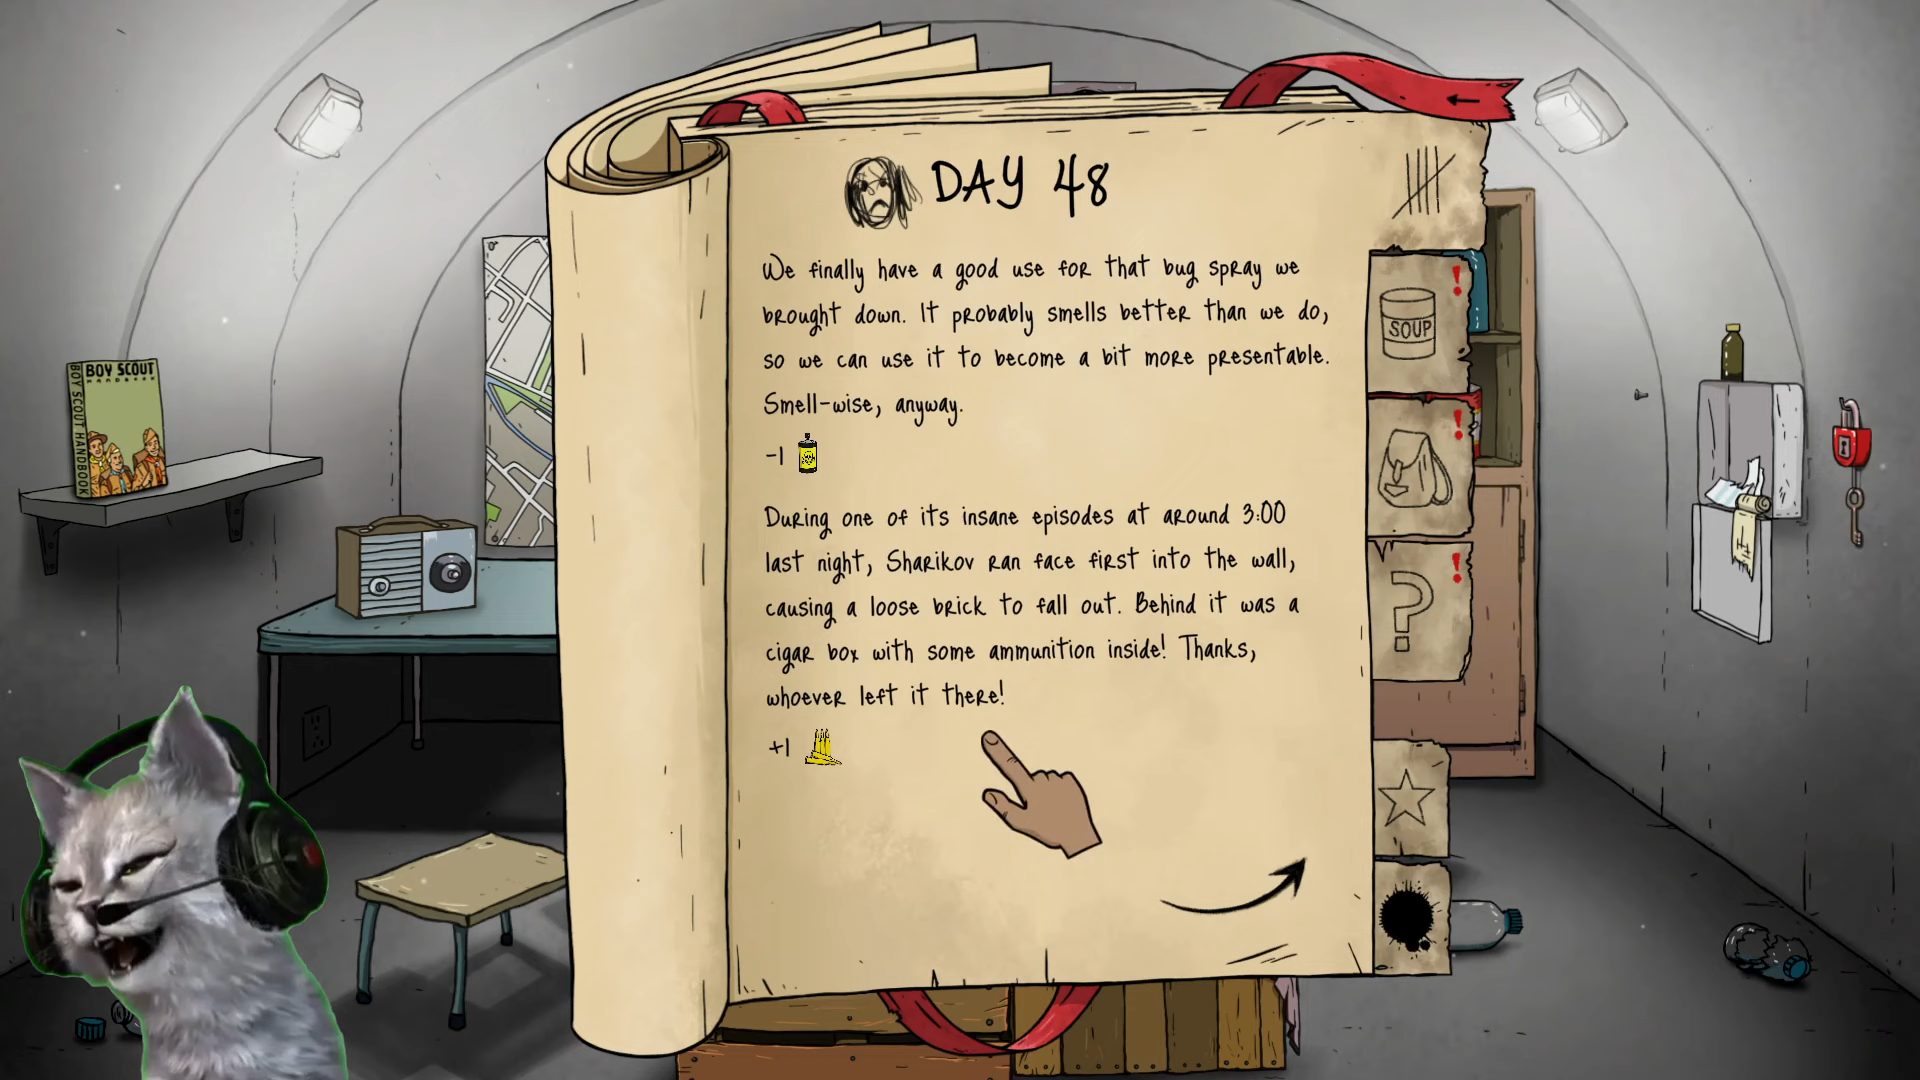 DAY 48
We finally have a good use for that bug spray we
brought down. It probably smells better than we do,
so we can use it to become a bit more presentable.
Smell-wise, anyway.
-1
During one of its insane episodes at around 3:00
last night, Sharikov ran face first into the wall,
causing a loose brick to fall out. Behind it was a
cigar box with some ammunition inside! Thanks,
whoever left it there!
+1
!
SOUP
!
!
?
BOY SCOUT
HANDBOOK
BOY SCOUT HANDBOOK